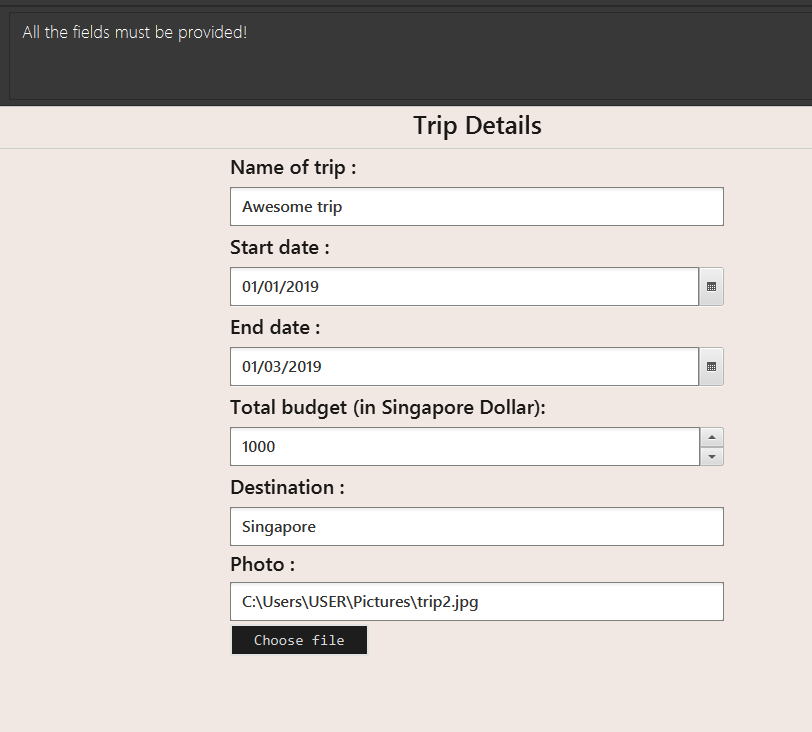 All the fields must be provided!
Trip Details
Name of trip :
Awesome trip
Start date :
01/01/2019
End date :
01/03/2019
Total budget (in Singapore Dollar):
1000
Destination :
Singapore
Photo :
C:\Users\USER\Pictures\trip2.jpg
Choose file